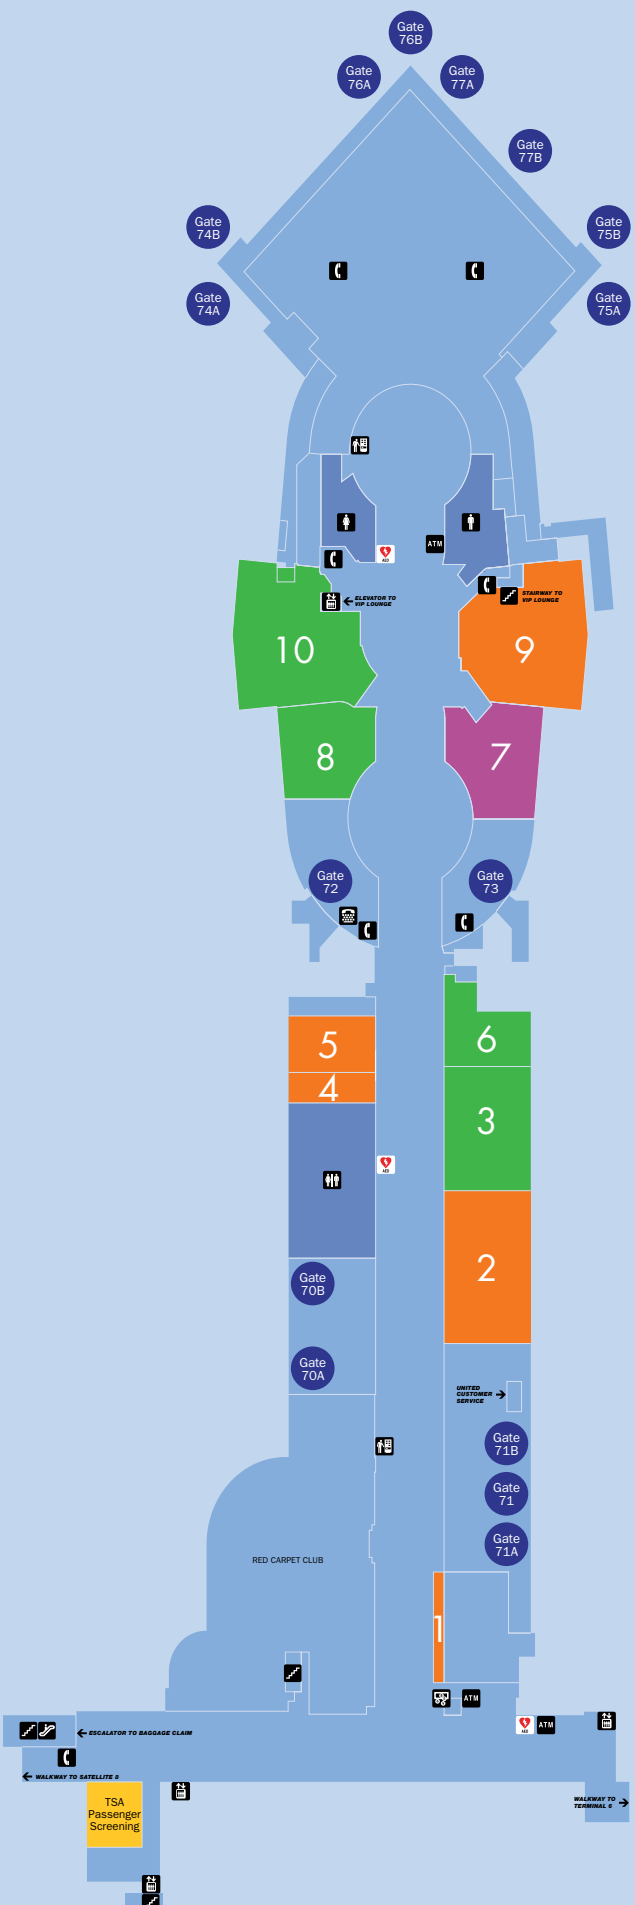 Gate
76B
Gate
76A
Gate
77A
Gate
77B
Gate
74B
Gate
75B
Gate
74A
Gate
75A
ATM
AED
ELEVATOR TO
VIP LOUNGE
STAIRWAY TO
VIP LOUNGE
10
9
8
7
Gate
72
Gate
73
5
6
4
3
AED
2
Gate
70B
Gate
70A
UNITED
CUSTOMER
SERVICE
Gate
71B
Gate
71
Gate
71A
RED CARPET CLUB
1
ATM
AED
ATM
ESCALATOR TO BAGGAGE CLAIM
WALKWAY TO SATELLITE 8
TSA
Passenger
Screening
WALKWAY TO
TERMINAL 6